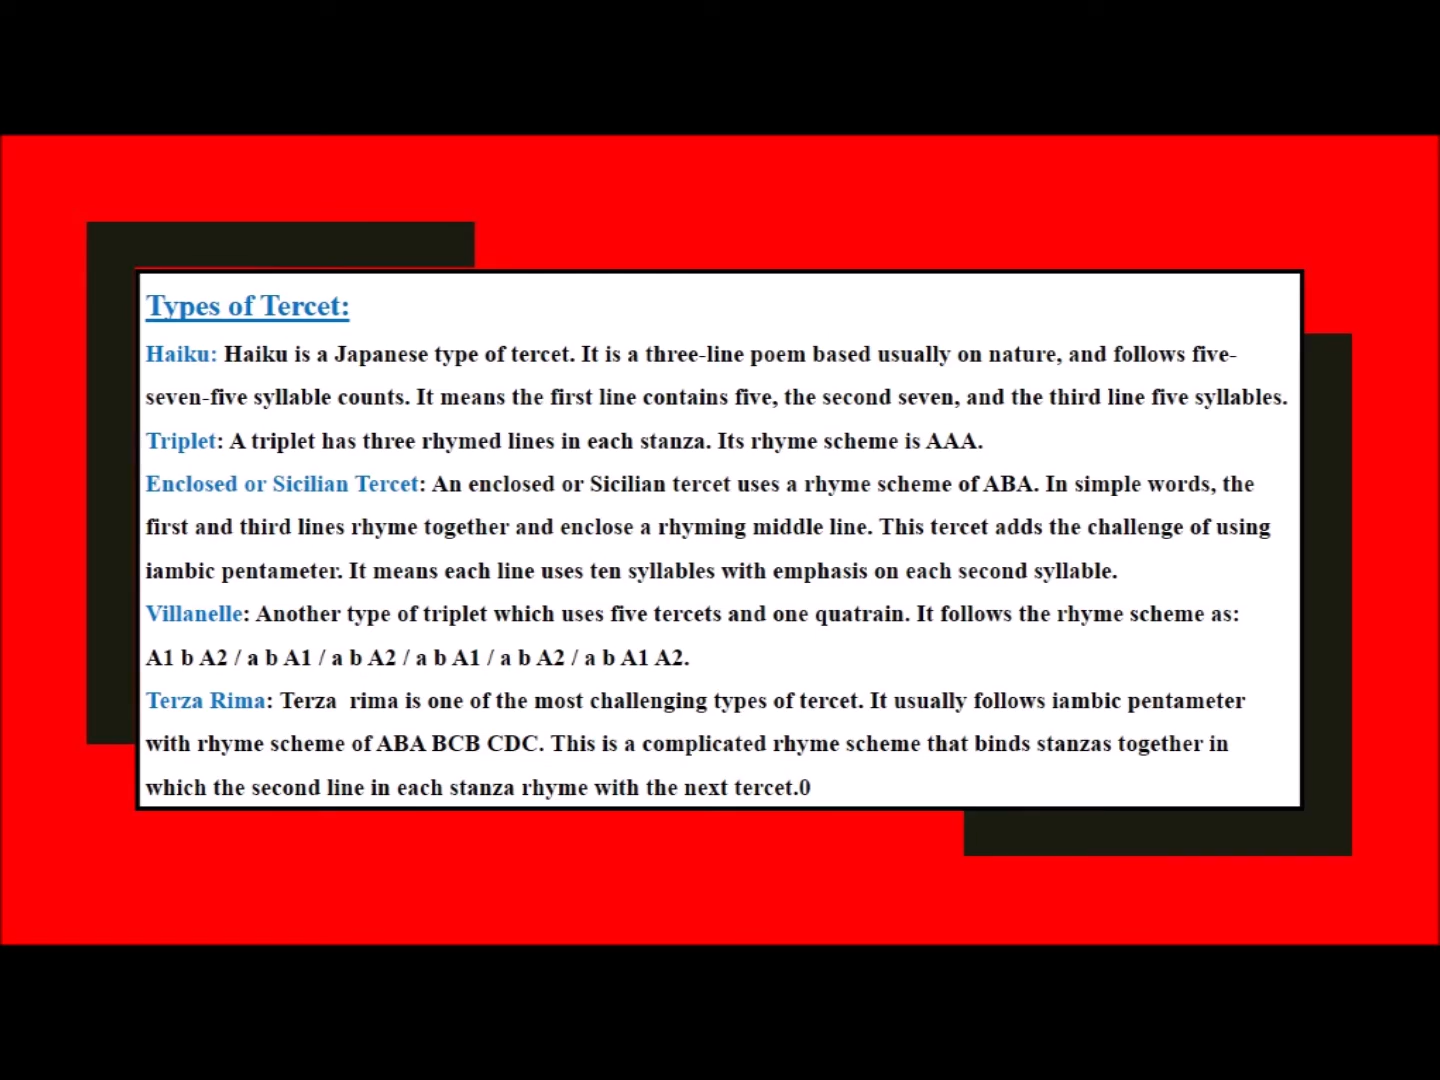 Types of Tercet:
Haiku: Haiku is a Japanese type of tercet. It is a three-line poem based usually on nature, and follows five-
seven-five syllable counts. It means the first line contains five, the second seven, and the third line five syllables.
Triplet: A triplet has three rhymed lines in each stanza. Its rhyme scheme is AAA.
Enclosed or Sicilian Tercet: An enclosed or Sicilian tercet uses a rhyme scheme of ABA. In simple words, the
first and third lines rhyme together and enclose a rhyming middle line. This tercet adds the challenge of using
iambic pentameter. It means each line uses ten syllables with emphasis on each second syllable.
Villanelle: Another type of triplet which uses five tercets and one quatrain. It follows the rhyme scheme as:
A1 b A2 / a b A1 / a b A2 / a b A1 / a b A2 / a b A1 A2.
Terza Rima: Terza rima is one of the most challenging types of tercet. It usually follows iambic pentameter
with rhyme scheme of ABA BCB CDC. This is a complicated rhyme scheme that binds stanzas together in
which the second line in each stanza rhyme with the next tercet.0